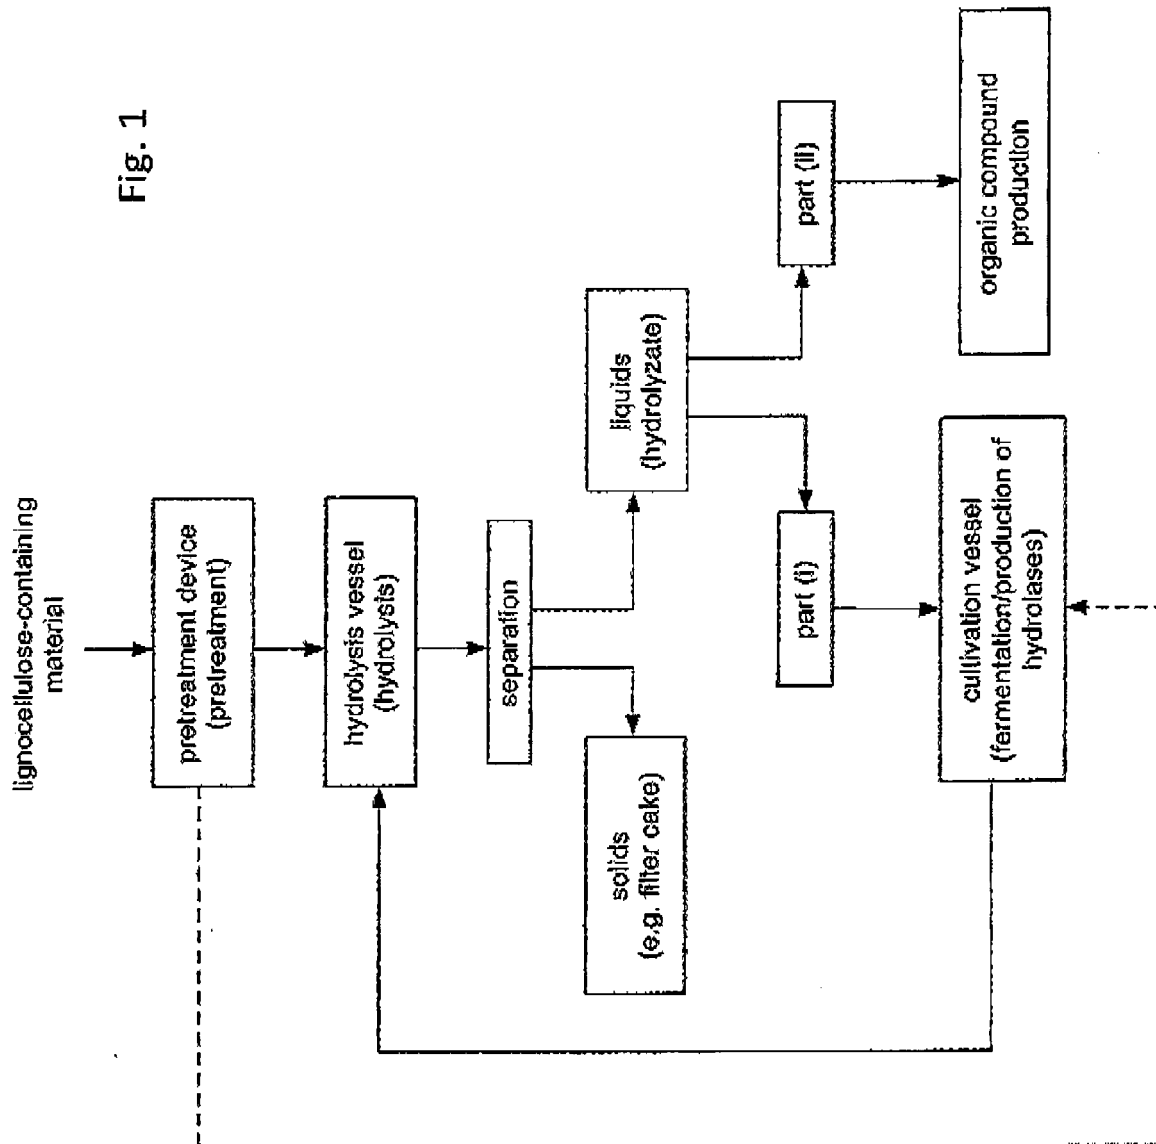 Fig. 1
lignocellulose-containing
material
pretreatment device
(pretreatment)
hydrolysis vessel
(hydrolysis)
separation
solids
(e.g. filter cake)
liquids
(hydrolyzate)
part (i)
part (ii)
cultivation vessel
(fermentation/production of
hydrolases)
organic compound
production